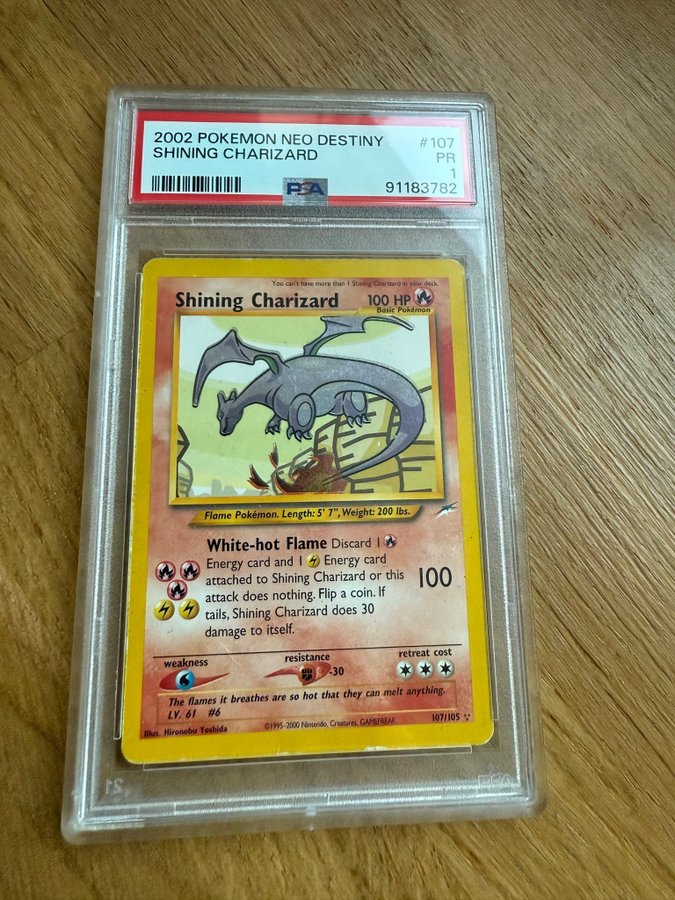 2002 POKEMON NEO DESTINY #107
SHINING CHARIZARD PR
1
PSA 91183782
You can't have more than 1 Shining Charizard in your deck.
Shining Charizard 100 HP
Basic Pokémon
Flame Pokémon. Length: 5' 7", Weight: 200 lbs.
White-hot Flame Discard 1
Energy card and 1 Energy card
attached to Shining Charizard or this
attack does nothing. Flip a coin. If
tails, Shining Charizard does 30
damage to itself.
100
weakness resistance retreat cost
-30
The flames it breathes are so hot that they can melt anything.
LV. 61 #6
107/105
Illus. Hironobu Yoshida
©1995-2000 Nintendo, Creatures, GAMEFREAK.